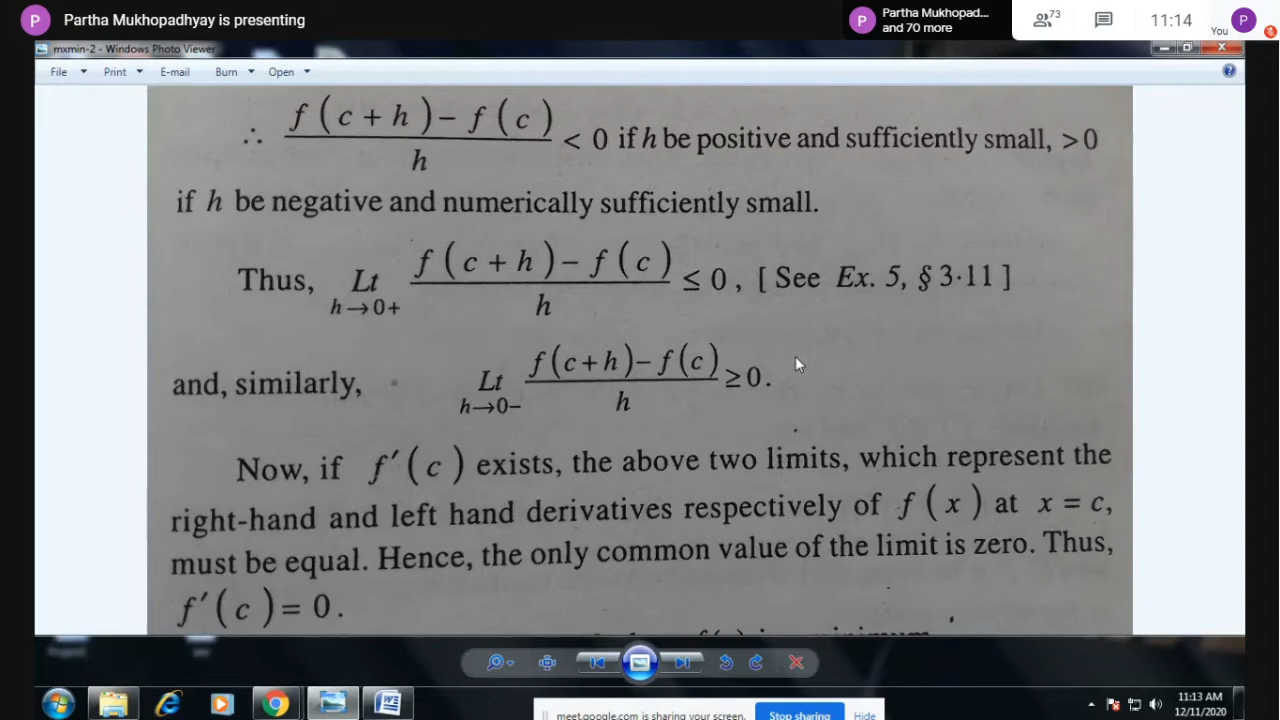 P Partha Mukhopadhyay is presenting
P Partha Mukhopad...
and 70 more
73
11:14
You
P
mxmin-2 - Windows Photo Viewer
File Print E-mail Burn Open
∴ f(c+h)−f(c)/h < 0 if h be positive and sufficiently small, > 0
if h be negative and numerically sufficiently small.
Thus, Lt h→0+ f(c+h)−f(c)/h ≤ 0, [ See Ex. 5, § 3·11 ]
and, similarly, Lt h→0− f(c+h)−f(c)/h ≥ 0.
Now, if f′(c) exists, the above two limits, which represent the
right-hand and left hand derivatives respectively of f(x) at x = c,
must be equal. Hence, the only common value of the limit is zero. Thus,
f′(c) = 0.
meet.google.com is sharing your screen.
Stop sharing
Hide
11:13 AM
12/11/2020